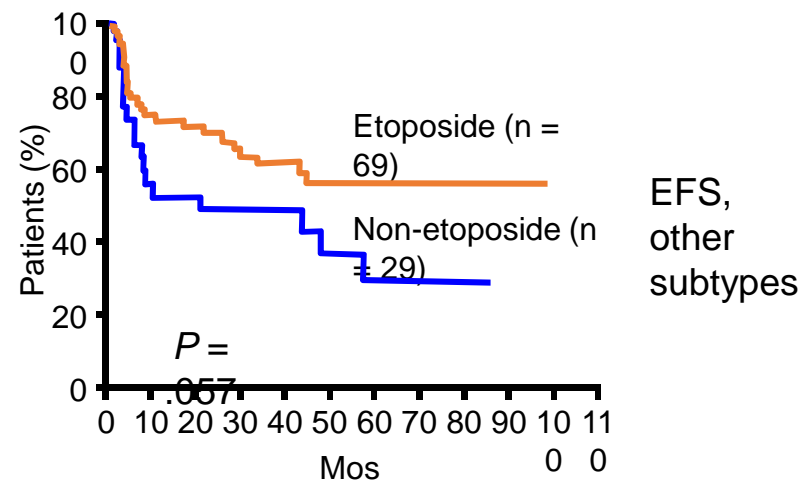 10
0
80
60
40
20
0
Patients (%)
Etoposide (n =
69)
Non-etoposide (n
= 29)
P =
.057
0 10 20 30 40 50 60 70 80 90 10 11
0 0
Mos
EFS,
other
subtypes